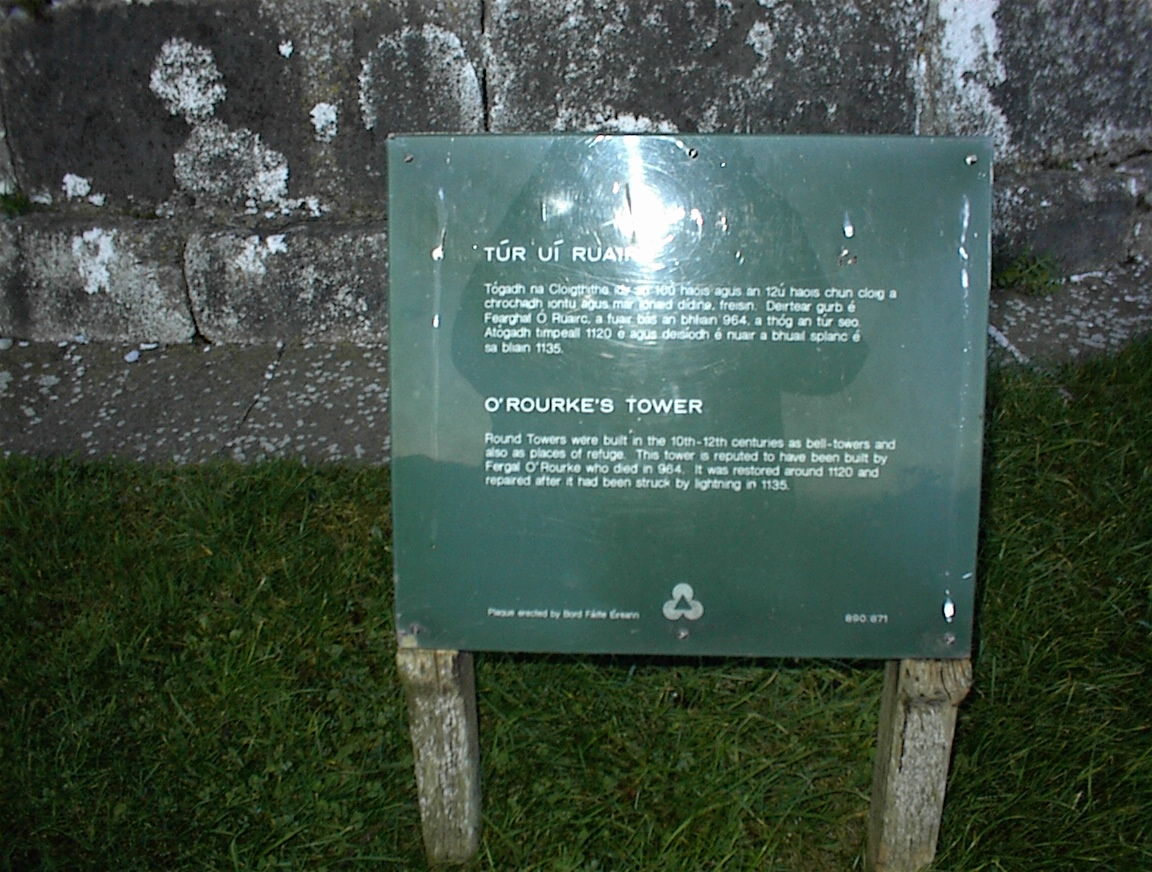 TÚR UÍ RUAIRC
Tógadh na Cloigthithe idir an 10ú haois agus an 12ú haois chun cloig a
chrochadh iontu agus mar ionaid dídine, freisin. Deirtear gurb é
Fearghal Ó Ruairc, a fuair bás an bhliain 964, a thóg an túr seo.
Atógadh timpeall 1120 é agus deisíodh é nuair a bhuail splanc é
sa bliain 1135.
O'ROURKE'S TOWER
Round Towers were built in the 10th-12th centuries as bell-towers and
also as places of refuge. This tower is reputed to have been built by
Fergal O'Rourke who died in 964. It was restored around 1120 and
repaired after it had been struck by lightning in 1135.
Plaque erected by Bord Fáilte Éireann
890:871